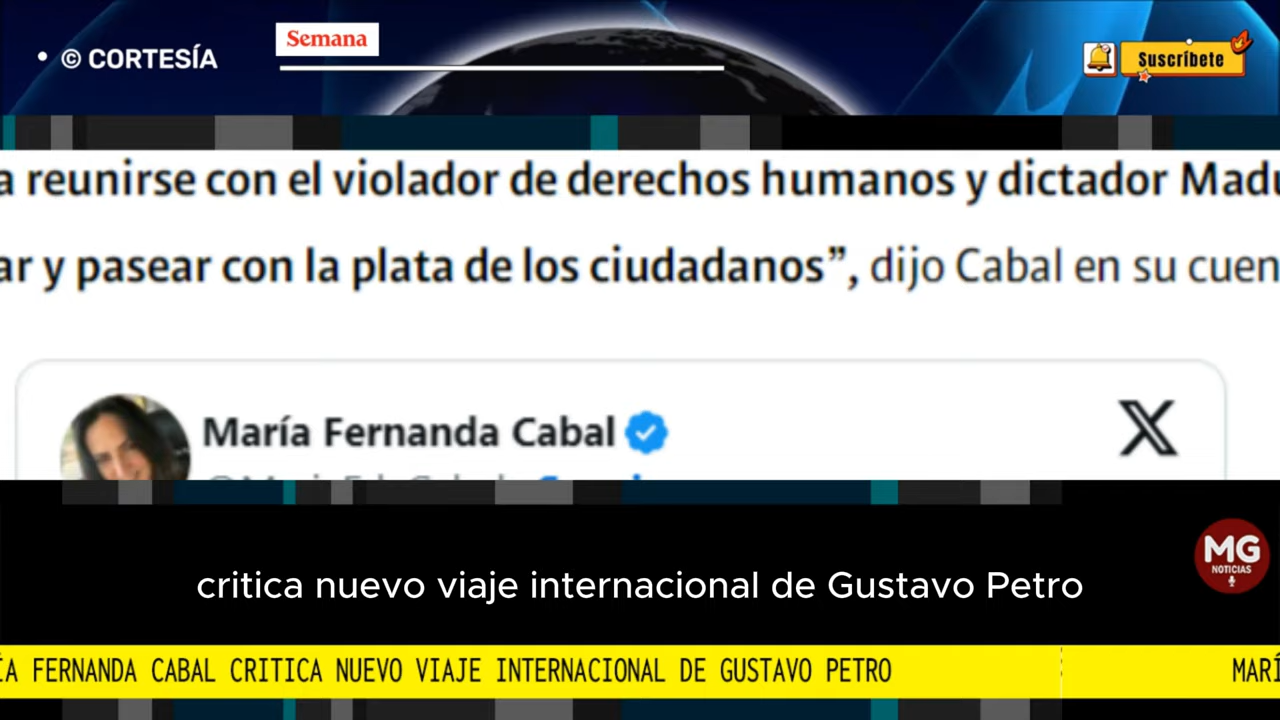 © CORTESÍA
Semana
Suscríbete
a reunirse con el violador de derechos humanos y dictador Madu
ar y pasear con la plata de los ciudadanos”, dijo Cabal en su cuen
María Fernanda Cabal
X
MG
NOTICIAS
critica nuevo viaje internacional de Gustavo Petro
ÍA FERNANDA CABAL CRITICA NUEVO VIAJE INTERNACIONAL DE GUSTAVO PETRO
MARÍ